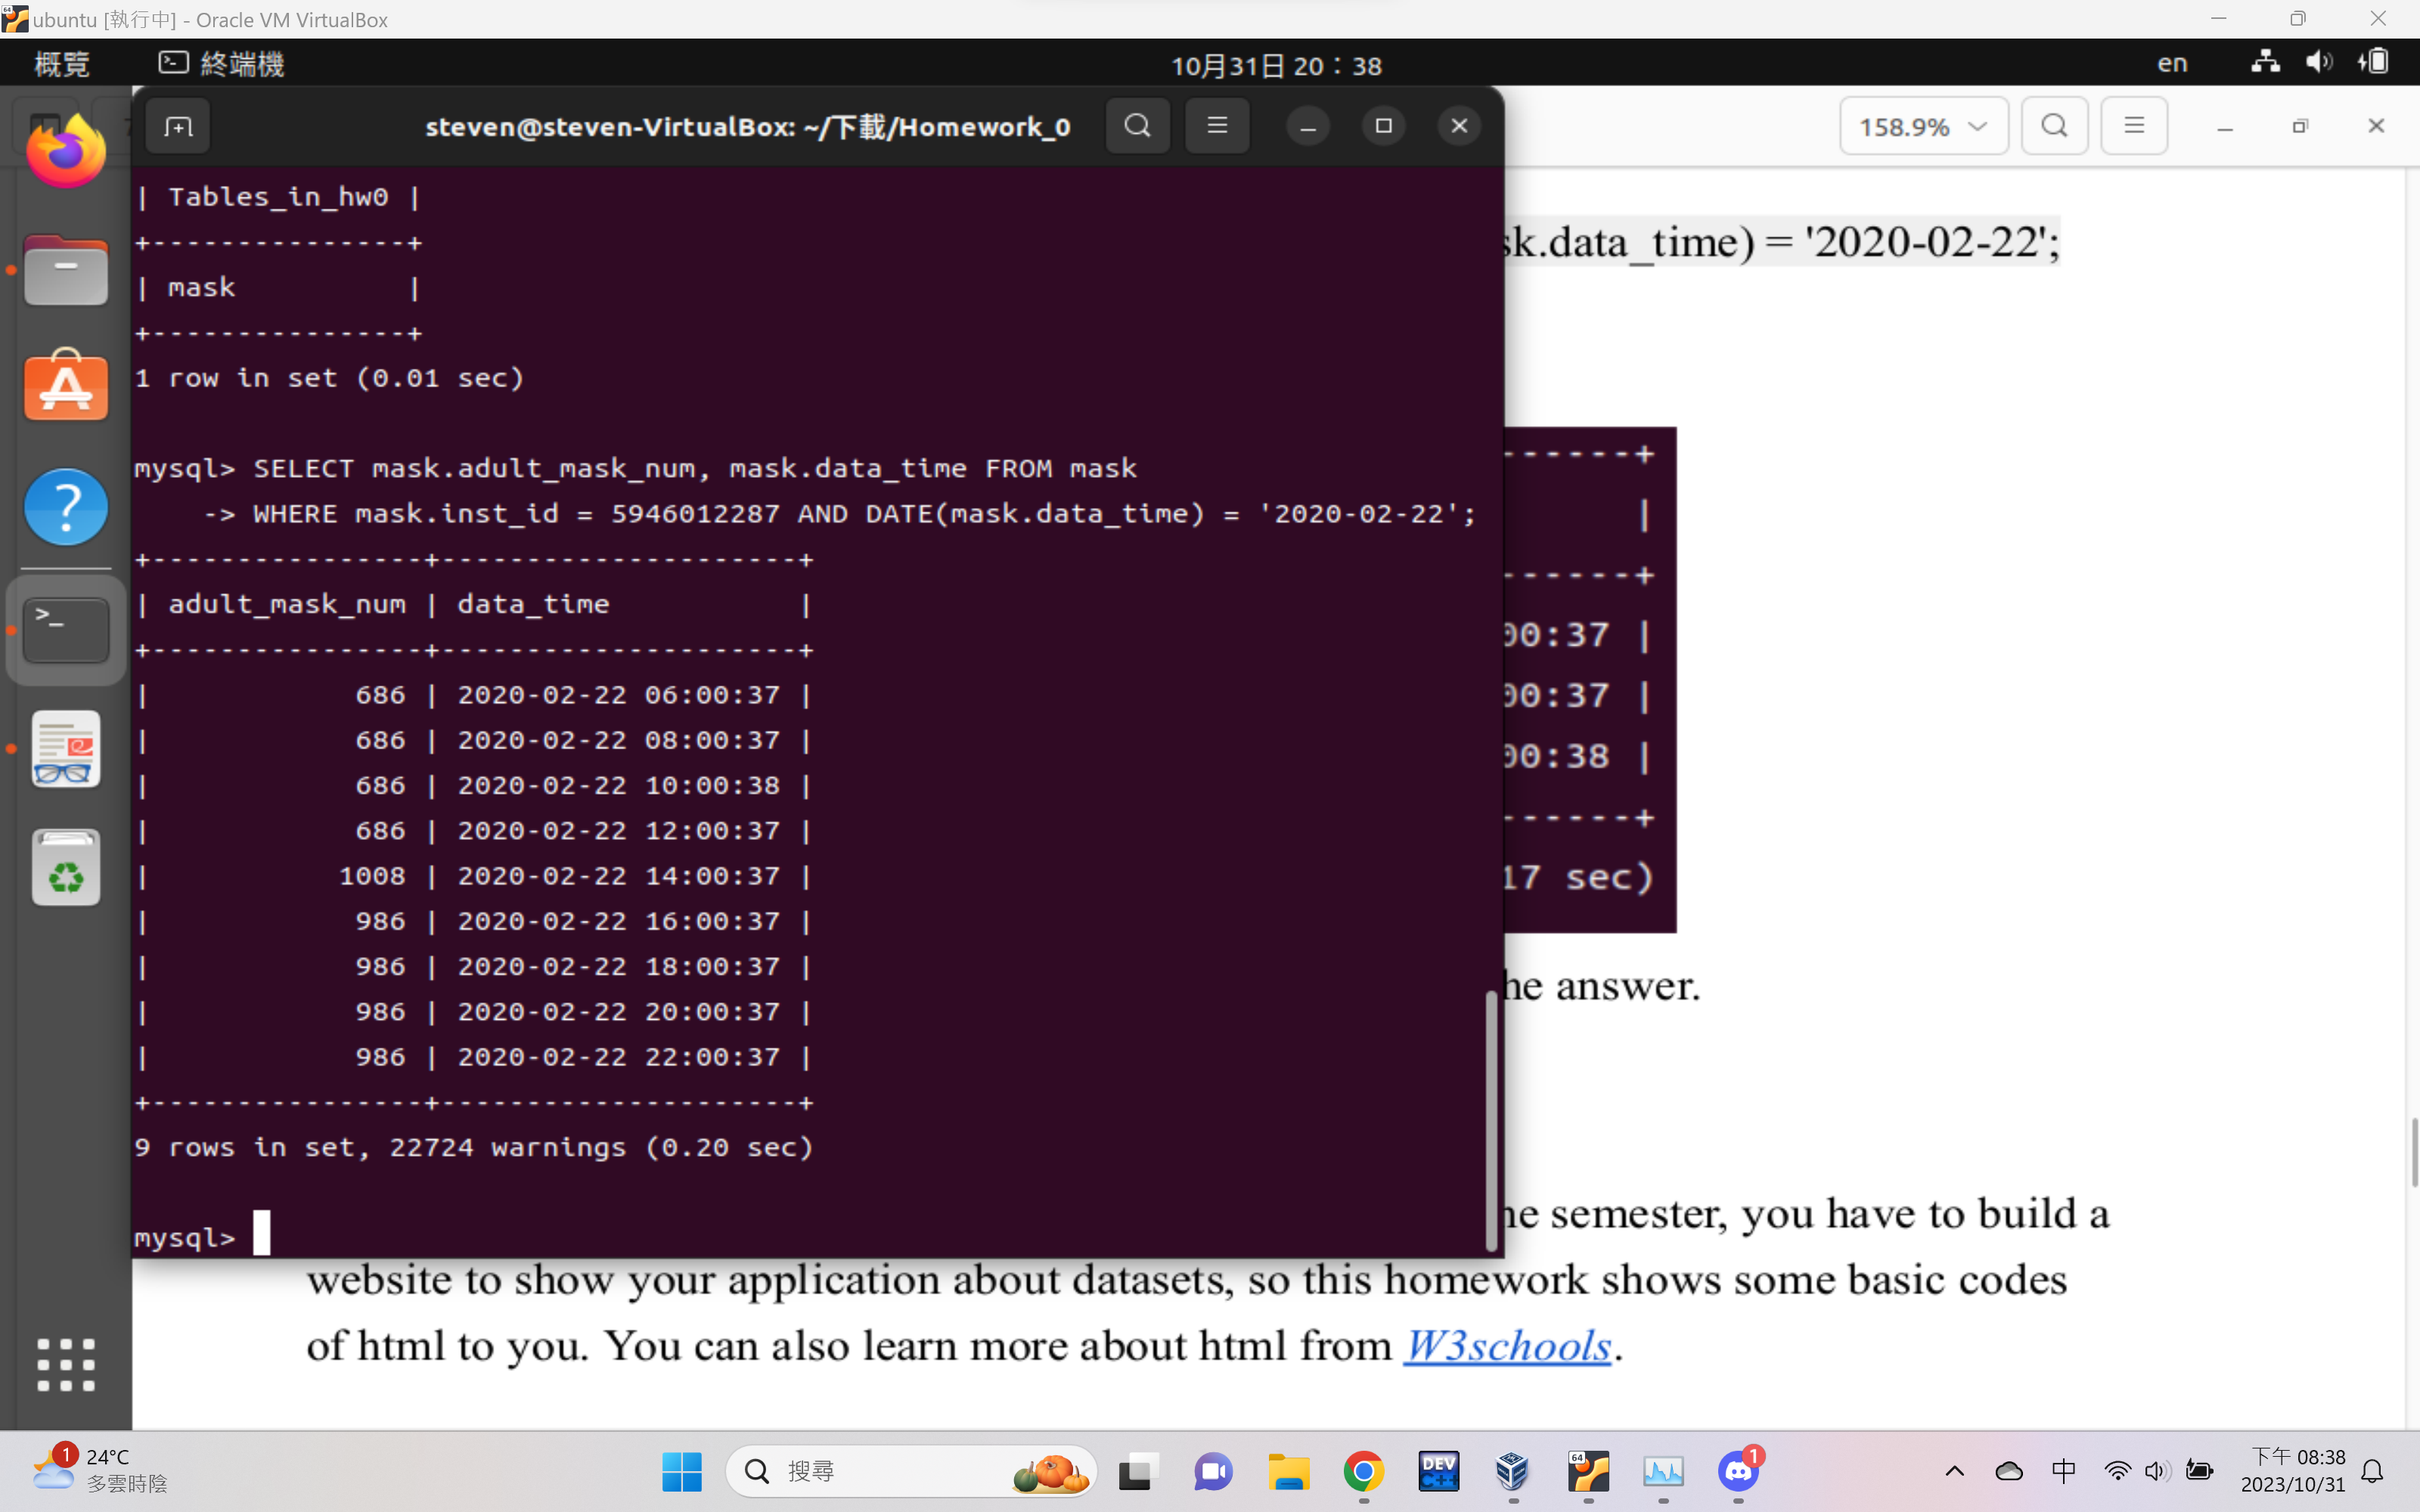 ubuntu [執行中] - Oracle VM VirtualBox
概覽 終端機 10月31日 20：38 en
steven@steven-VirtualBox: ~/下載/Homework_0 158.9%
| Tables_in_hw0 |
+---------------+
| mask          |
+---------------+
1 row in set (0.01 sec)
mysql> SELECT mask.adult_mask_num, mask.data_time FROM mask
    -> WHERE mask.inst_id = 5946012287 AND DATE(mask.data_time) = '2020-02-22';
+----------------+---------------------+
| adult_mask_num | data_time           |
+----------------+---------------------+
|            686 | 2020-02-22 06:00:37 |
|            686 | 2020-02-22 08:00:37 |
|            686 | 2020-02-22 10:00:38 |
|            686 | 2020-02-22 12:00:37 |
|           1008 | 2020-02-22 14:00:37 |
|            986 | 2020-02-22 16:00:37 |
|            986 | 2020-02-22 18:00:37 |
|            986 | 2020-02-22 20:00:37 |
|            986 | 2020-02-22 22:00:37 |
+----------------+---------------------+
9 rows in set, 22724 warnings (0.20 sec)
mysql>
sk.data_time) = '2020-02-22';
------+
|
------+
00:37 |
00:37 |
00:38 |
------+
17 sec)
he answer.
he semester, you have to build a
website to show your application about datasets, so this homework shows some basic codes
of html to you. You can also learn more about html from W3schools.
1 24°C
多雲時陰
搜尋
DEV
C++
64
1
中
下午 08:38
2023/10/31